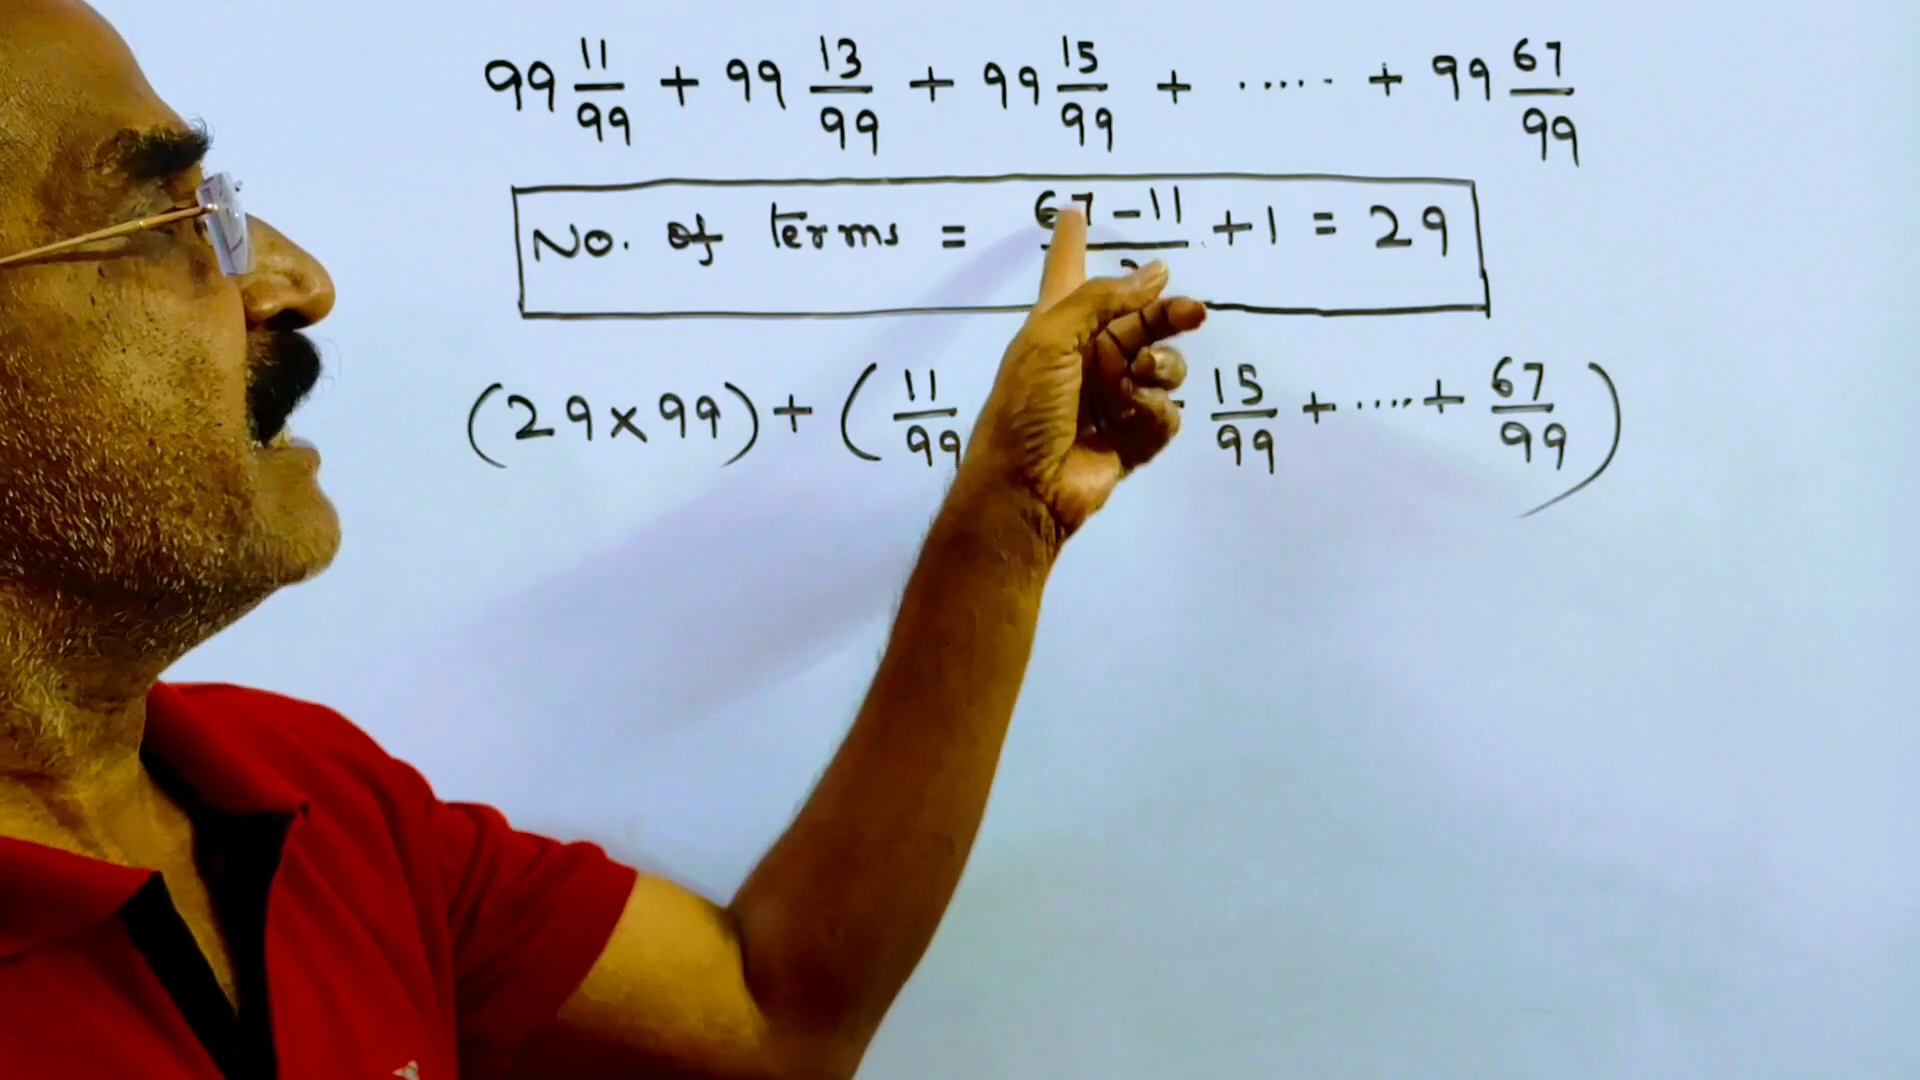 99 11/99 + 99 13/99 + 99 15/99 + ..... + 99 67/99
No. of terms = (67 - 11)/2 + 1 = 29
(29 × 99) + (11/99 15/99 + .... + 67/99)